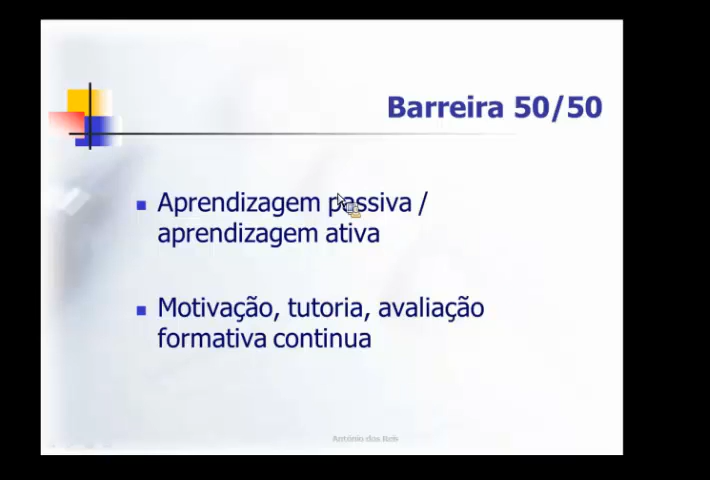 Barreira 50/50
Aprendizagem passiva /
aprendizagem ativa
Motivação, tutoria, avaliação
formativa continua
António dos Reis